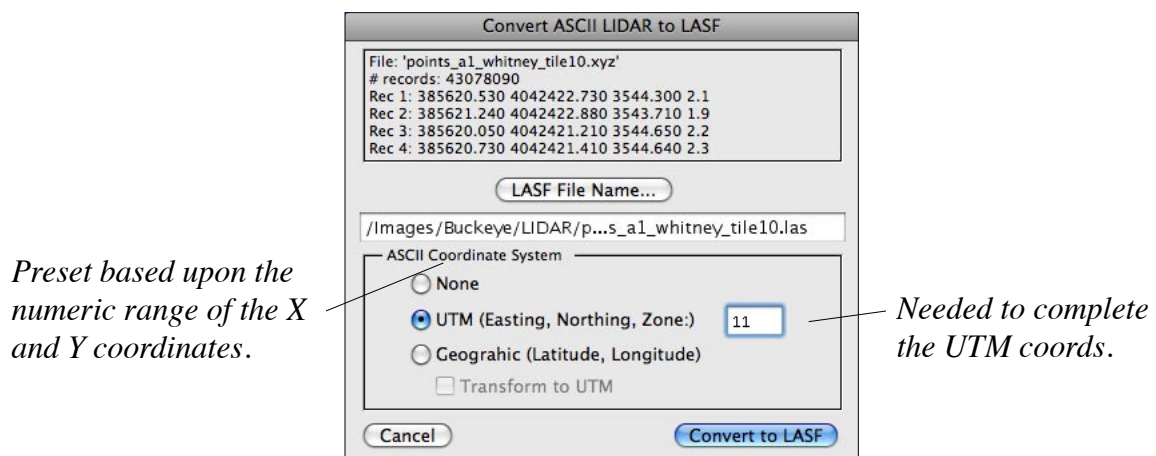 Convert ASCII LIDAR to LASF
File: 'points_a1_whitney_tile10.xyz'
# records: 43078090
Rec 1: 385620.530 4042422.730 3544.300 2.1
Rec 2: 385621.240 4042422.880 3543.710 1.9
Rec 3: 385620.050 4042421.210 3544.650 2.2
Rec 4: 385620.730 4042421.410 3544.640 2.3
LASF File Name...
/Images/Buckeye/LIDAR/p...s_a1_whitney_tile10.las
ASCII Coordinate System
None
UTM (Easting, Northing, Zone:) 11
Geograhic (Latitude, Longitude)
Transform to UTM
Cancel
Convert to LASF
Preset based upon the
numeric range of the X
and Y coordinates.
Needed to complete
the UTM coords.